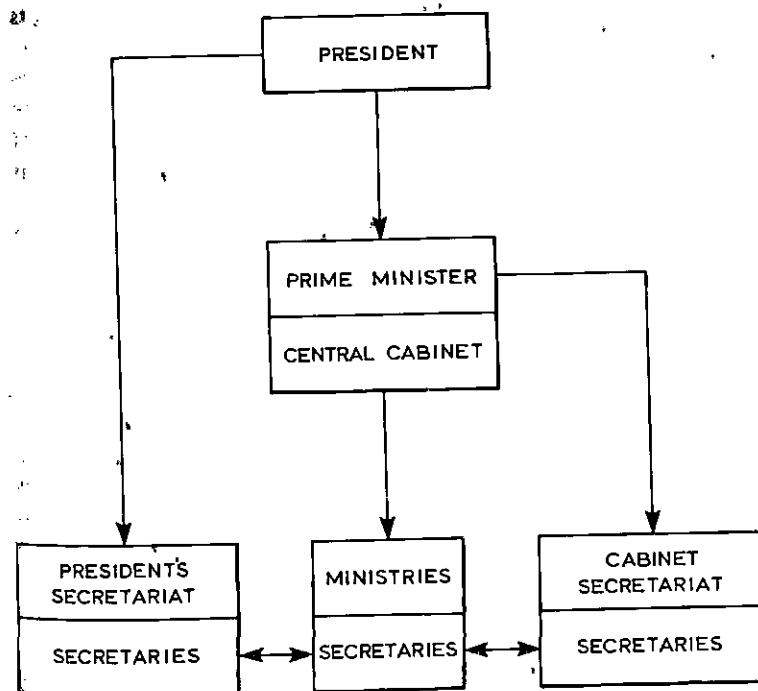 PRESIDENT
PRIME MINISTER
CENTRAL CABINET
PRESIDENT'S
SECRETARIAT
SECRETARIES
MINISTRIES
SECRETARIES
CABINET
SECRETARIAT
SECRETARIES